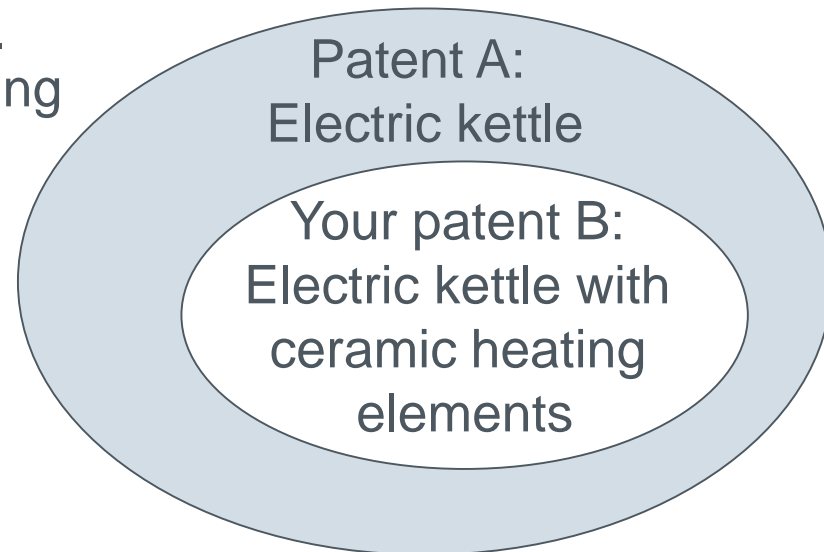 ng
Patent A:
Electric kettle
Your patent B:
Electric kettle with
ceramic heating
elements